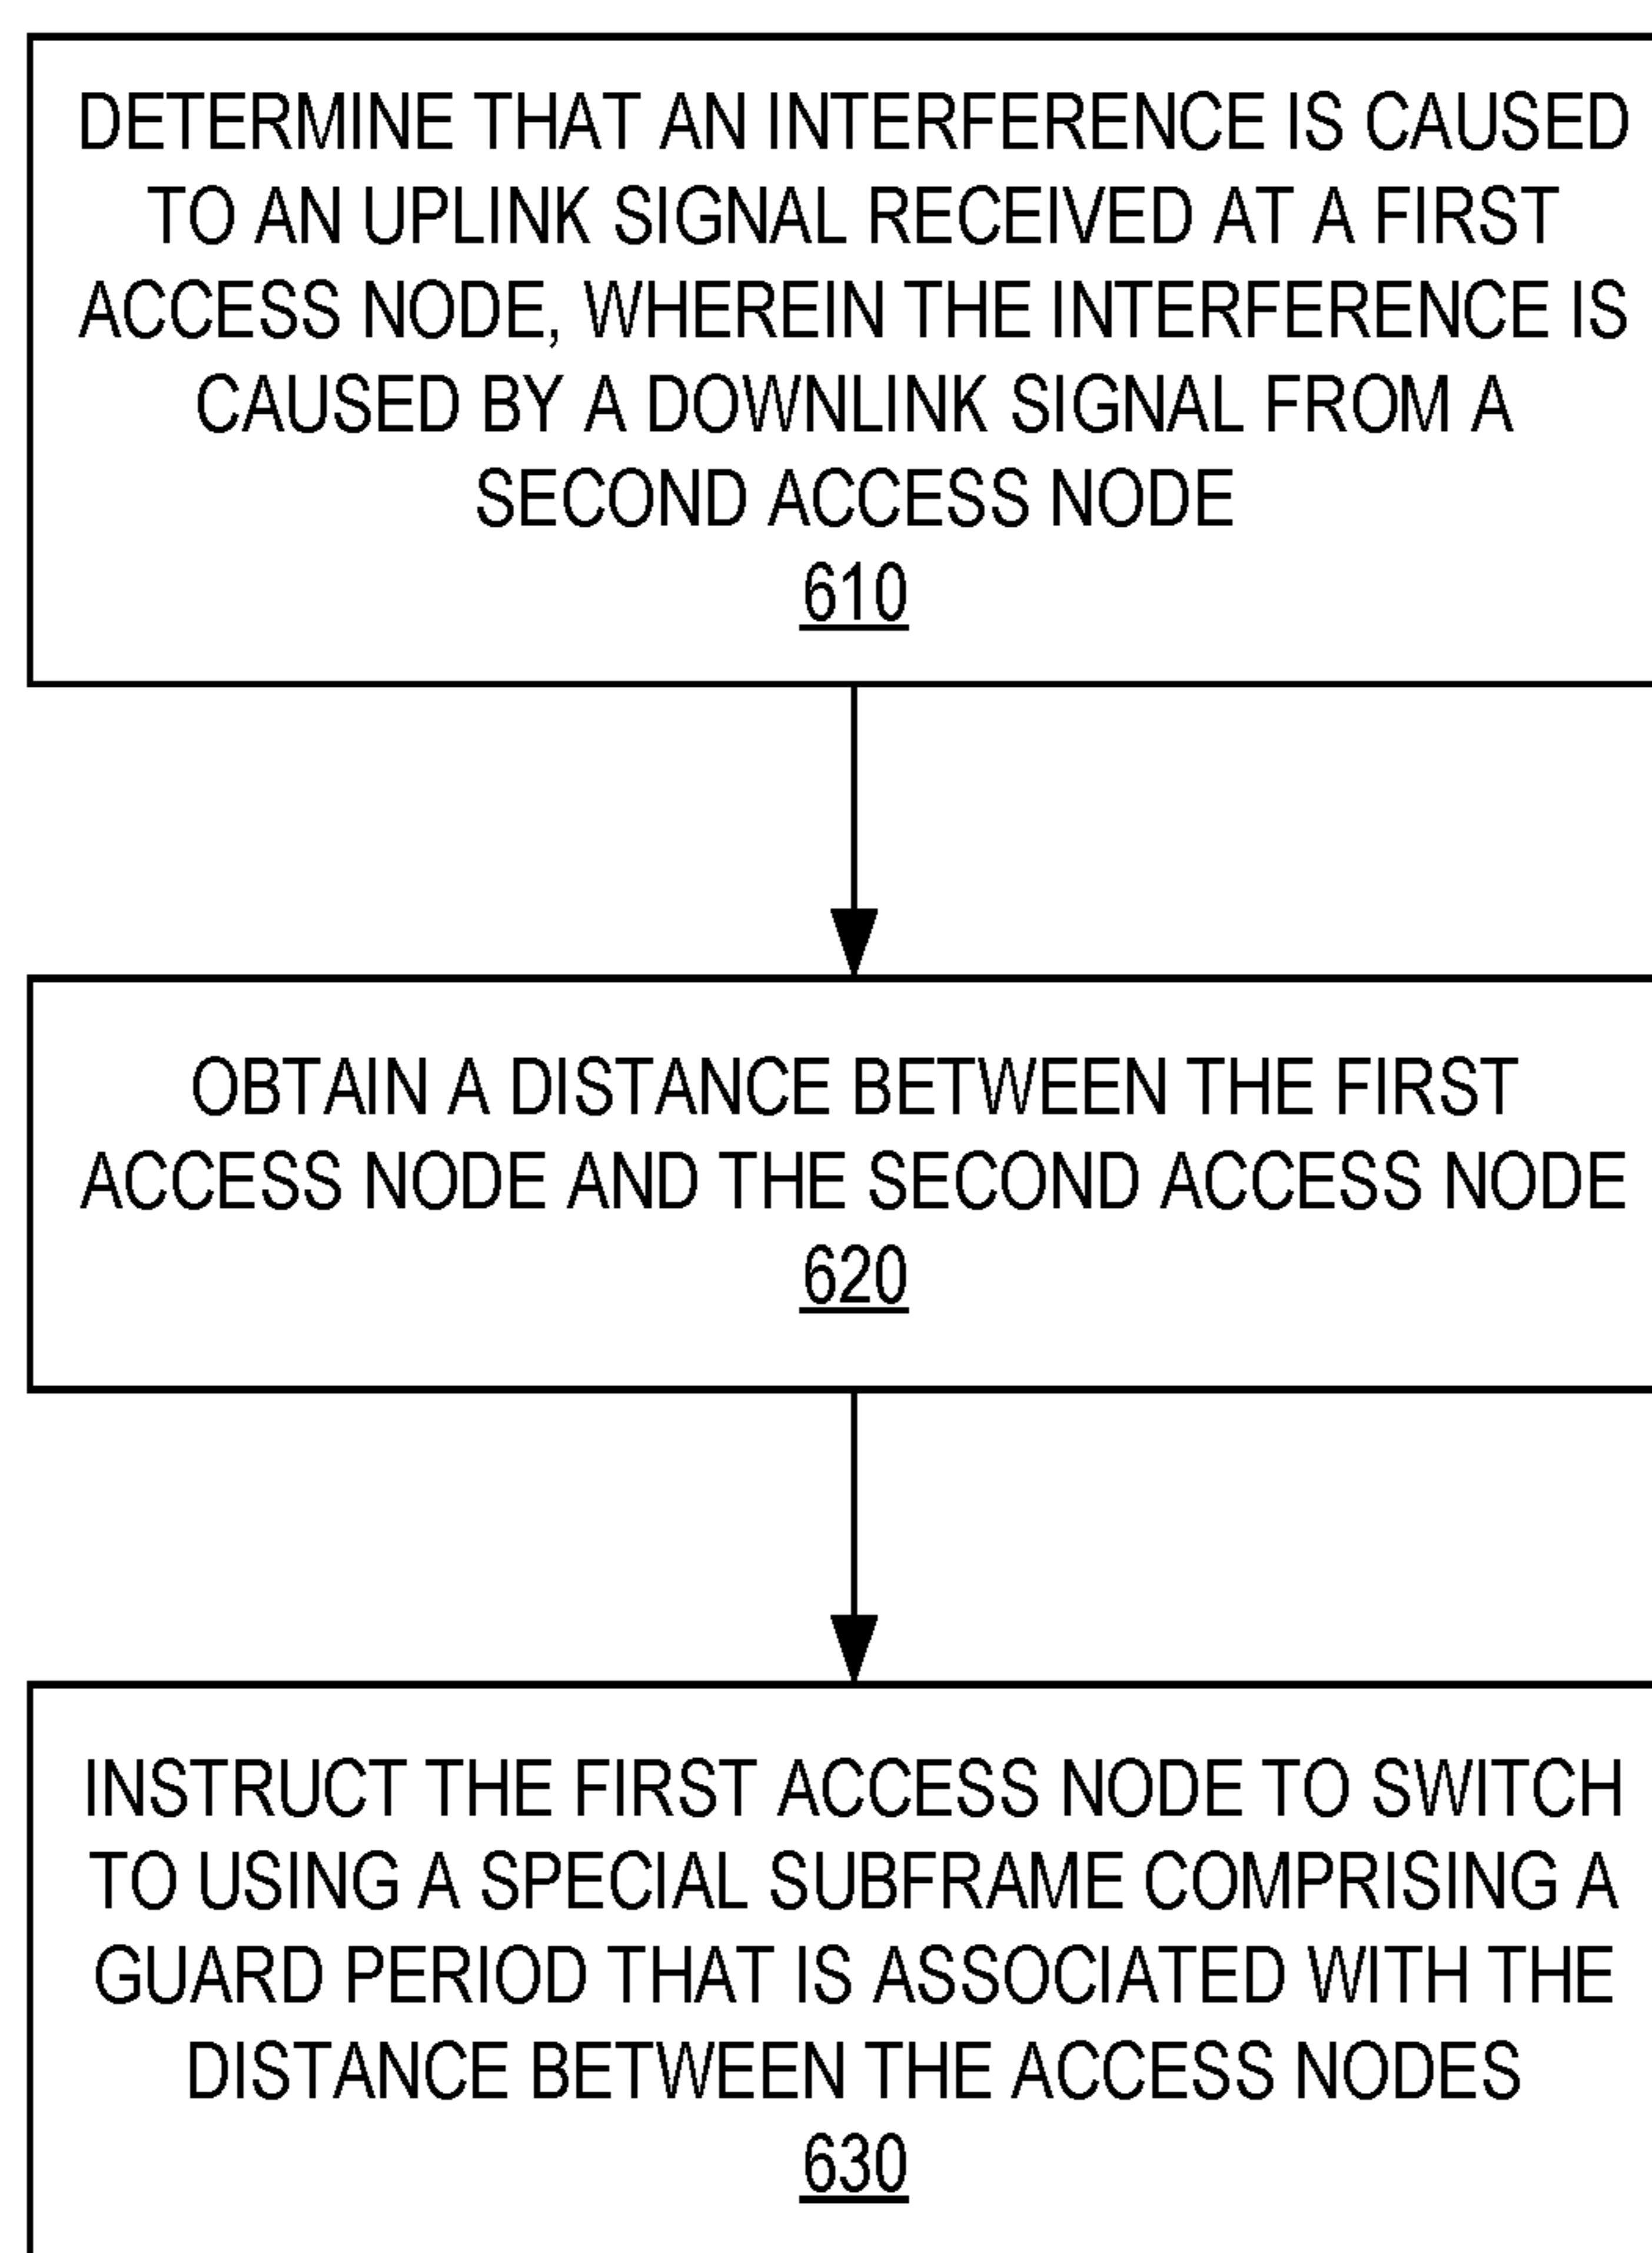 DETERMINE THAT AN INTERFERENCE IS CAUSED
TO AN UPLINK SIGNAL RECEIVED AT A FIRST
ACCESS NODE, WHEREIN THE INTERFERENCE IS
CAUSED BY A DOWNLINK SIGNAL FROM A
SECOND ACCESS NODE
610
OBTAIN A DISTANCE BETWEEN THE FIRST
ACCESS NODE AND THE SECOND ACCESS NODE
620
INSTRUCT THE FIRST ACCESS NODE TO SWITCH
TO USING A SPECIAL SUBFRAME COMPRISING A
GUARD PERIOD THAT IS ASSOCIATED WITH THE
DISTANCE BETWEEN THE ACCESS NODES
630